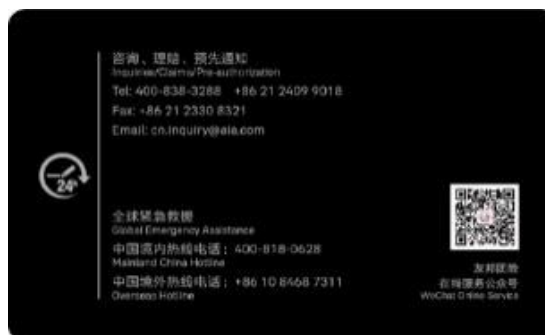 咨询、理赔、预先通知
Inquiries/Claims/Pre-authorization
Tel: 400-838-3288 +86 21 2409 9018
Fax: +86 21 2330 8321
Email: cn.inquiry@aia.com
24h
全球紧急救援
Global Emergency Assistance
中国境内热线电话：400-818-0628
Mainland China Hotline
中国境外热线电话：+86 10 8468 7311
Overseas Hotline
友邦团险
在线服务公众号
WeChat Online Service